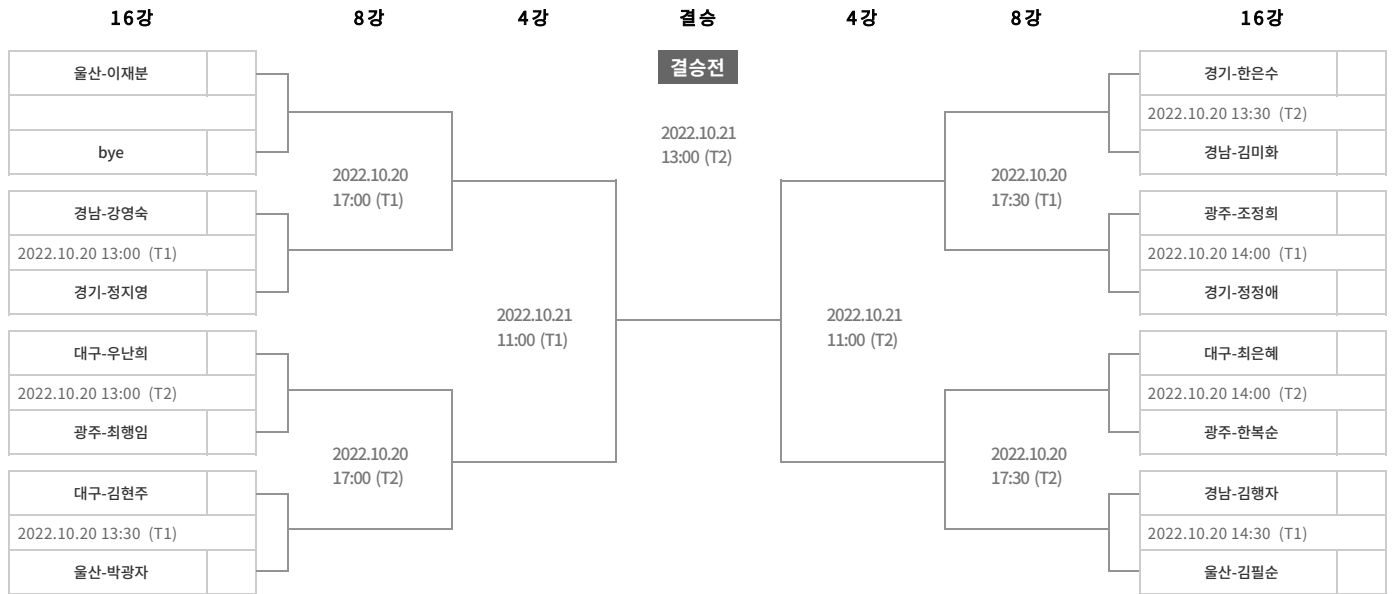 16강
8강
4강
결승
4강
8강
16강
결승전
2022.10.21
13:00 (T2)
울산-이재분
bye
경남-강영숙
2022.10.20 13:00 (T1)
경기-정지영
대구-우난희
2022.10.20 13:00 (T2)
광주-최행임
대구-김현주
2022.10.20 13:30 (T1)
울산-박광자
2022.10.20
17:00 (T1)
2022.10.20
17:00 (T2)
2022.10.21
11:00 (T1)
2022.10.21
11:00 (T2)
2022.10.20
17:30 (T1)
2022.10.20
17:30 (T2)
경기-한은수
2022.10.20 13:30 (T2)
경남-김미화
광주-조정희
2022.10.20 14:00 (T1)
경기-정정애
대구-최은혜
2022.10.20 14:00 (T2)
광주-한복순
경남-김행자
2022.10.20 14:30 (T1)
울산-김필순